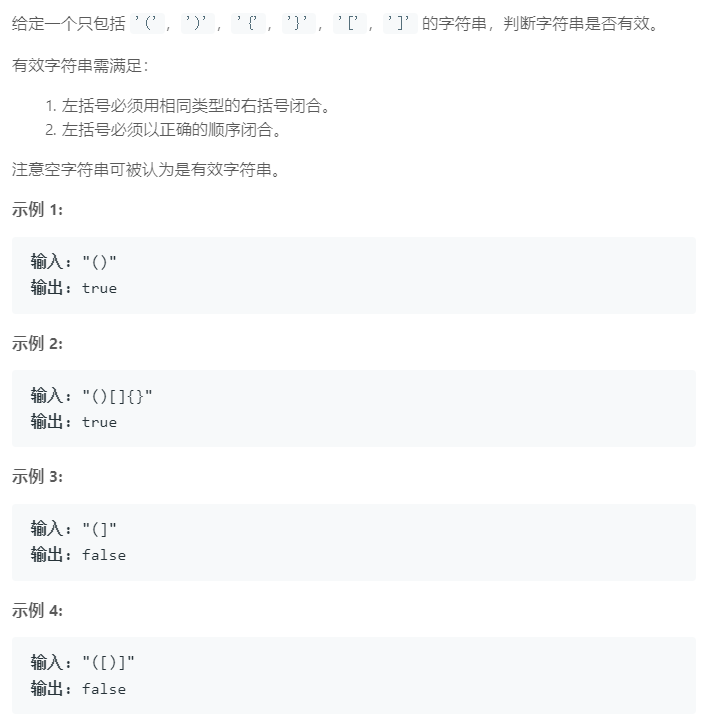 给定一个只包括 '('，')'，'{'，'}'，'['，']' 的字符串，判断字符串是否有效。
有效字符串需满足：
1. 左括号必须用相同类型的右括号闭合。
2. 左括号必须以正确的顺序闭合。
注意空字符串可被认为是有效字符串。
示例 1:
输入: "()"
输出: true
示例 2:
输入: "()[]{}"
输出: true
示例 3:
输入: "(]"
输出: false
示例 4:
输入: "([)]"
输出: false